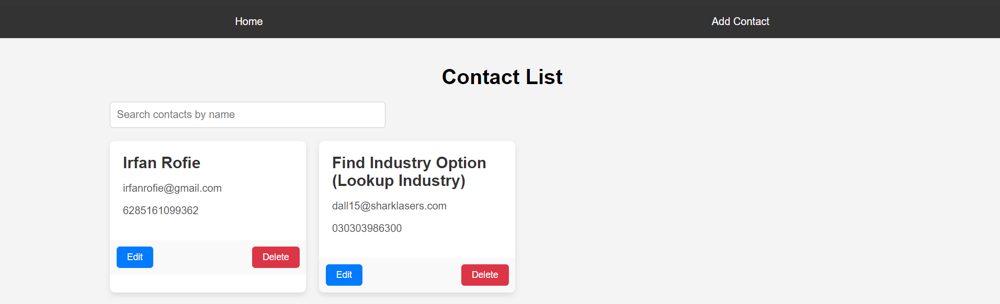 Home
Add Contact
Contact List
Search contacts by name
Irfan Rofie
irfanrofie@gmail.com
6285161099362
Edit
Delete
Find Industry Option
(Lookup Industry)
dall15@sharklasers.com
030303986300
Edit
Delete